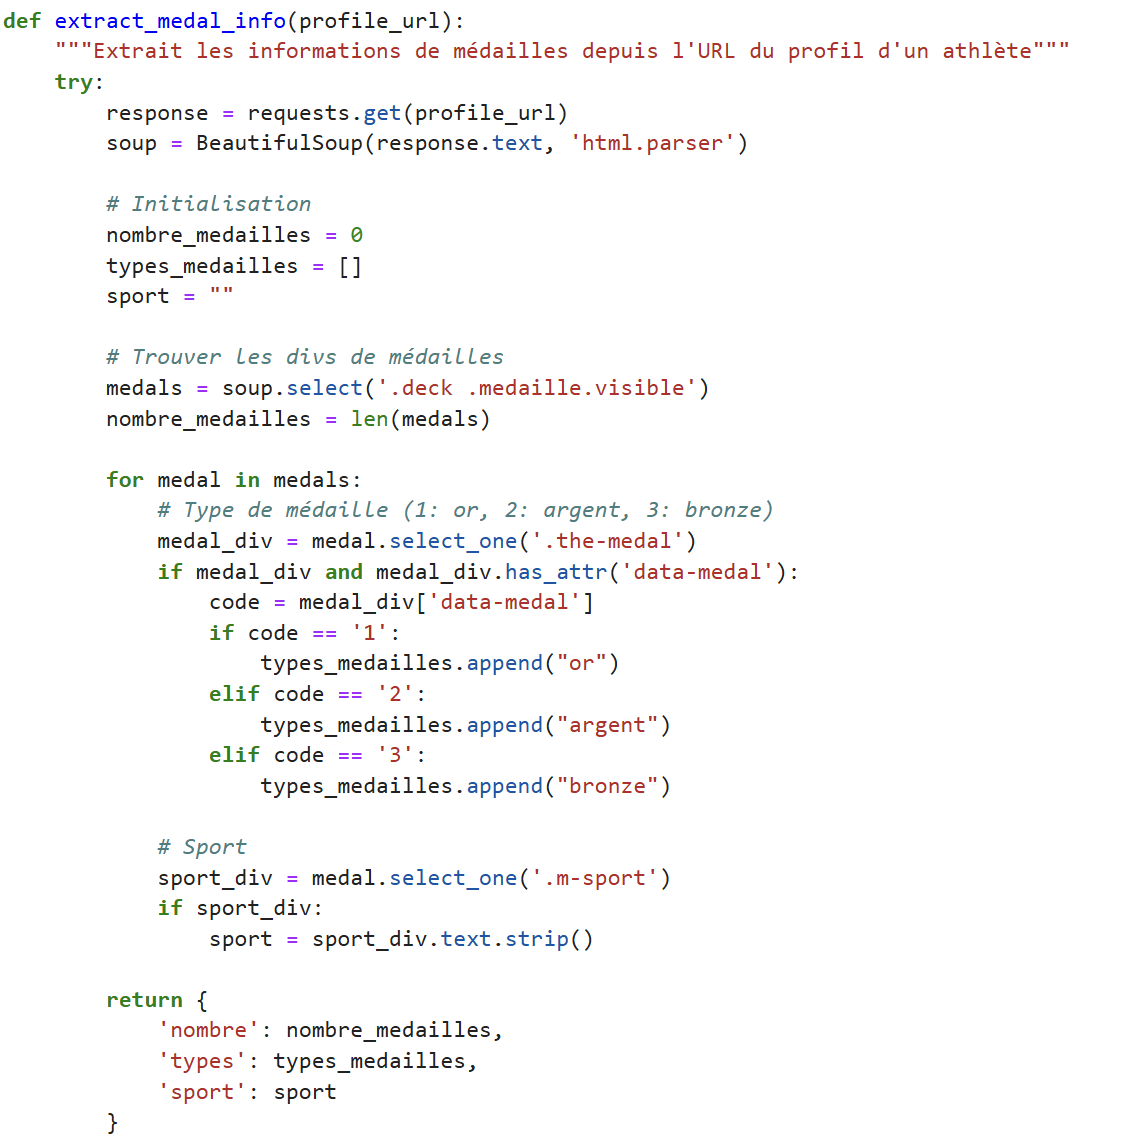 def extract_medal_info(profile_url):
    """Extrait les informations de médailles depuis l'URL du profil d'un athlète"""
    try:
        response = requests.get(profile_url)
        soup = BeautifulSoup(response.text, 'html.parser')

        # Initialisation
        nombre_medailles = 0
        types_medailles = []
        sport = ""

        # Trouver les divs de médailles
        medals = soup.select('.deck .medaille.visible')
        nombre_medailles = len(medals)

        for medal in medals:
            # Type de médaille (1: or, 2: argent, 3: bronze)
            medal_div = medal.select_one('.the-medal')
            if medal_div and medal_div.has_attr('data-medal'):
                code = medal_div['data-medal']
                if code == '1':
                    types_medailles.append("or")
                elif code == '2':
                    types_medailles.append("argent")
                elif code == '3':
                    types_medailles.append("bronze")

            # Sport
            sport_div = medal.select_one('.m-sport')
            if sport_div:
                sport = sport_div.text.strip()

        return {
            'nombre': nombre_medailles,
            'types': types_medailles,
            'sport': sport
        }